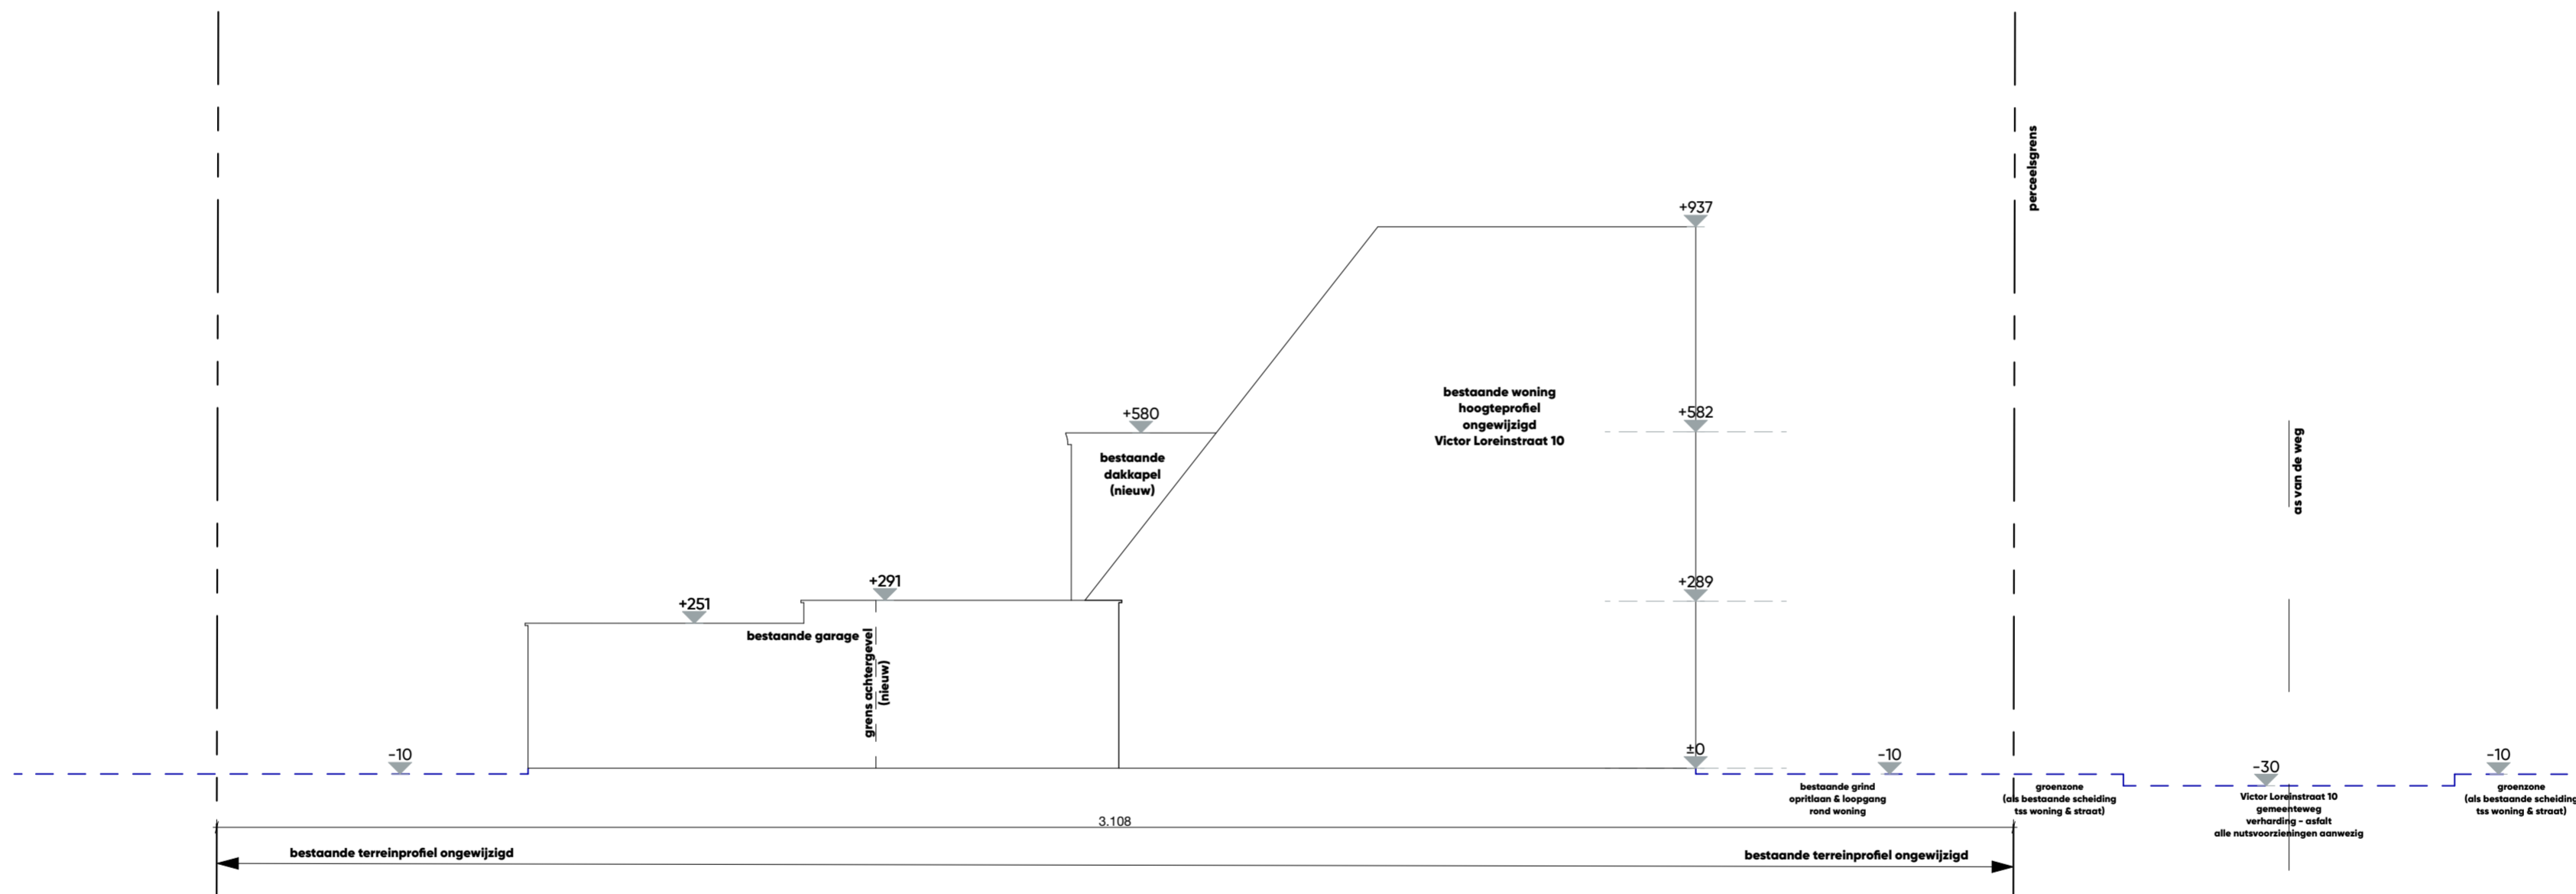 perceelsgrens
+937
bestaande woning
hoogteprofiel
ongewijzigd
Victor Loreinstraat 10
+580
+582
as van de weg
bestaande
dakkapel
(nieuw)
+291
+289
+251
bestaande garage
grens achtergevel
(nieuw)
-10
±0
-10
-30
-10
bestaande grind
opritlaan & loopgang
rond woning
groenzone
(als bestaande scheiding
tss woning & straat)
Victor Loreinstraat 10
gemeenteweg
verharding - asfalt
alle nutsvoorzieningen aanwezig
groenzone
(als bestaande scheiding
tss woning & straat)
3.108
bestaande terreinprofiel ongewijzigd
bestaande terreinprofiel ongewijzigd